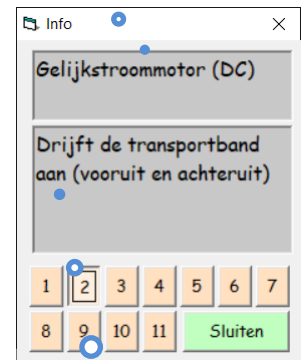 Info
Gelijkstroommotor (DC)
Drijft de transportband
aan (vooruit en achteruit)
1 2 3 4 5 6 7
8 9 10 11 Sluiten